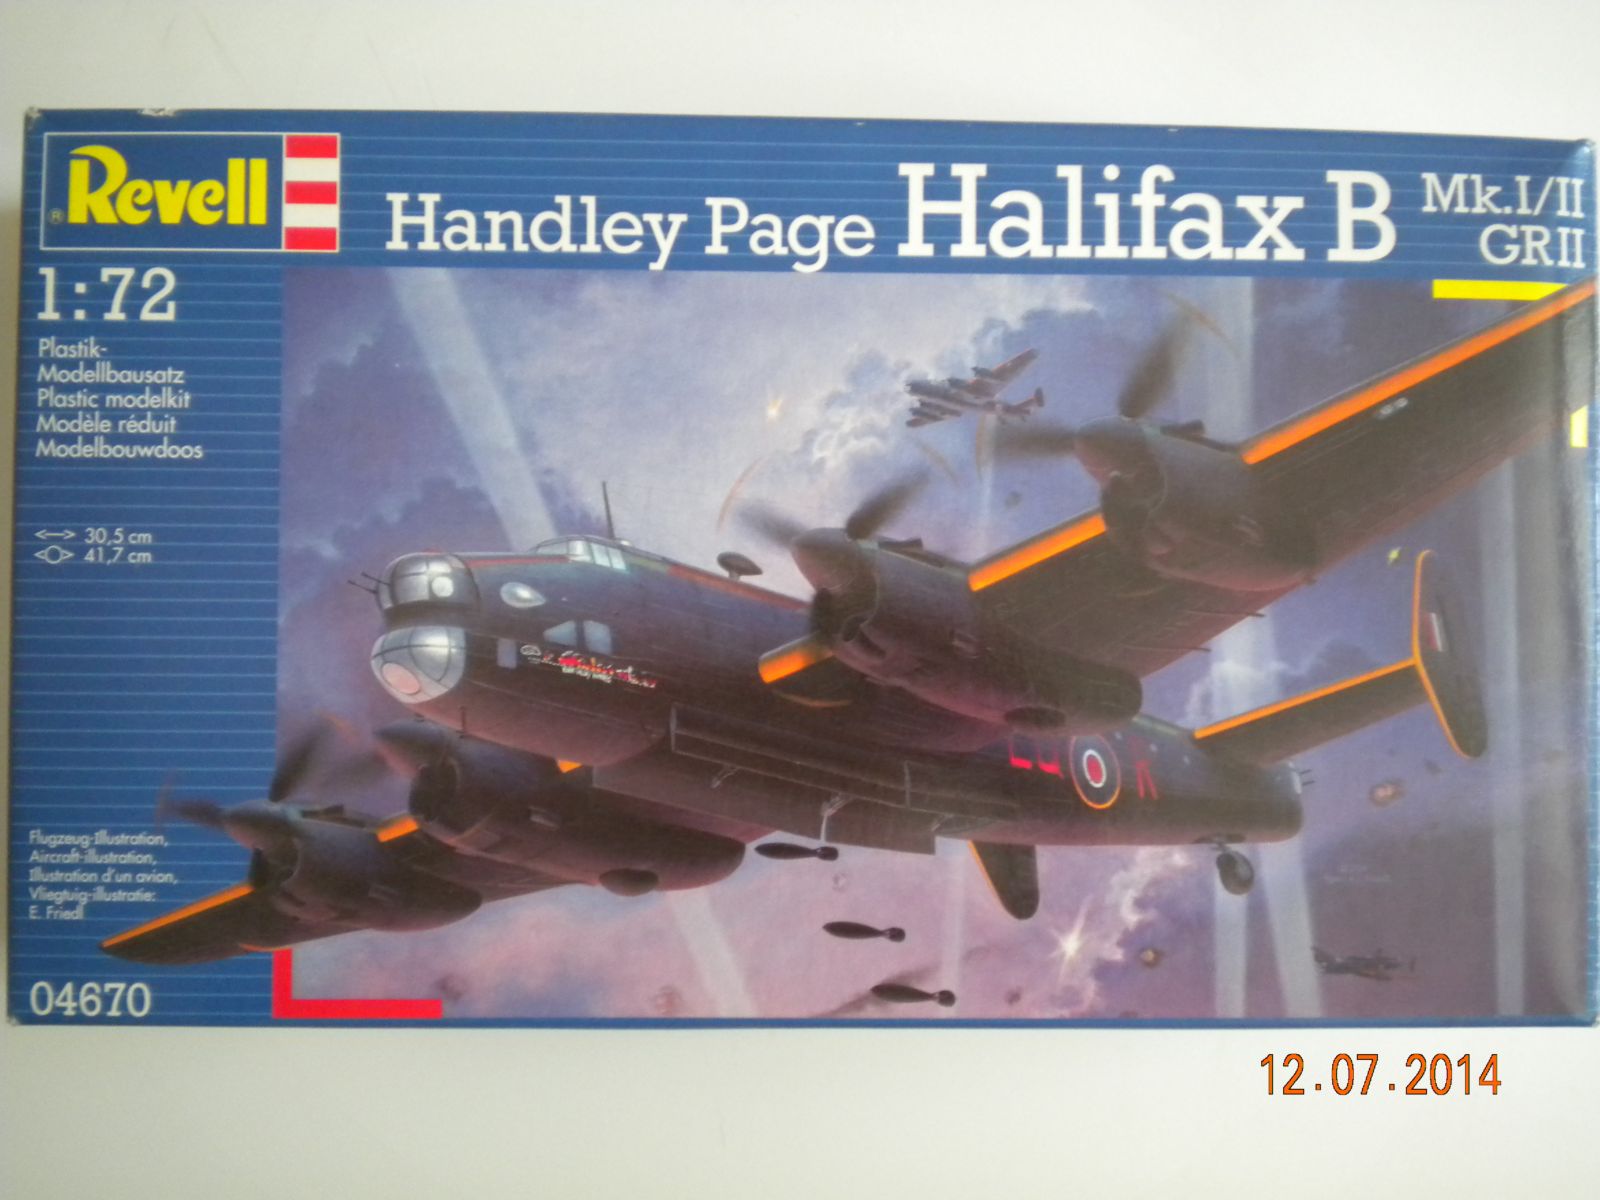 Revell
®
Handley Page Halifax B Mk.I/II
GRII
1:72
Plastik-
Modellbausatz
Plastic modelkit
Modèle réduit
Modelbouwdoos
30,5 cm
41,7 cm
Flugzeug-Illustration,
Aircraft-illustration,
Illustration d'un avion,
Vliegtuig-illustratie:
E. Friedl
04670
12.07.2014